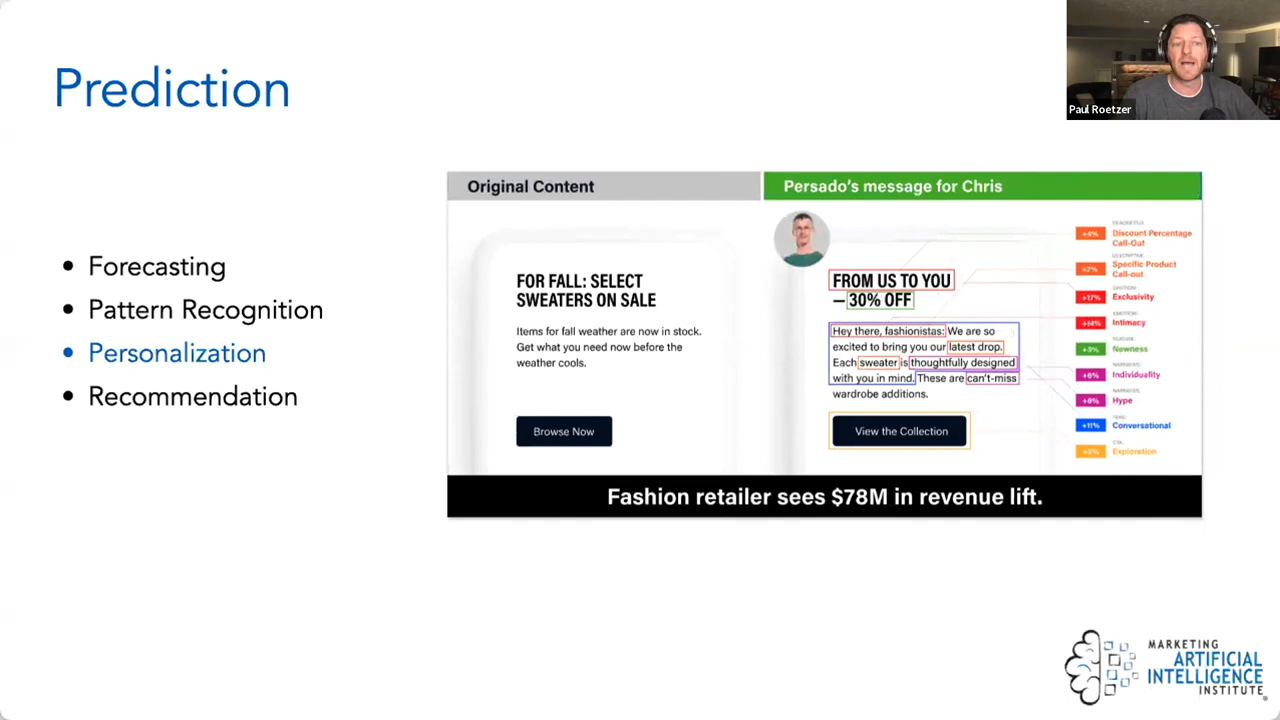 Prediction
Paul Roetzer
Forecasting
Pattern Recognition
Personalization
Recommendation
Original Content
FOR FALL: SELECT
SWEATERS ON SALE
Items for fall weather are now in stock.
Get what you need now before the
weather cools.
Browse Now
Persado's message for Chris
FROM US TO YOU
— 30% OFF
Hey there, fashionistas: We are so
excited to bring you our latest drop.
Each sweater is thoughtfully designed
with you in mind. These are can't-miss
wardrobe additions.
View the Collection
Discount Percentage
Call-Out
Specific Product
Call-out
+17% Exclusivity
Intimacy
Newness
Individuality
Hype
+11% Conversational
Exploration
Fashion retailer sees $78M in revenue lift.
MARKETING
ARTIFICIAL
INTELLIGENCE
INSTITUTE